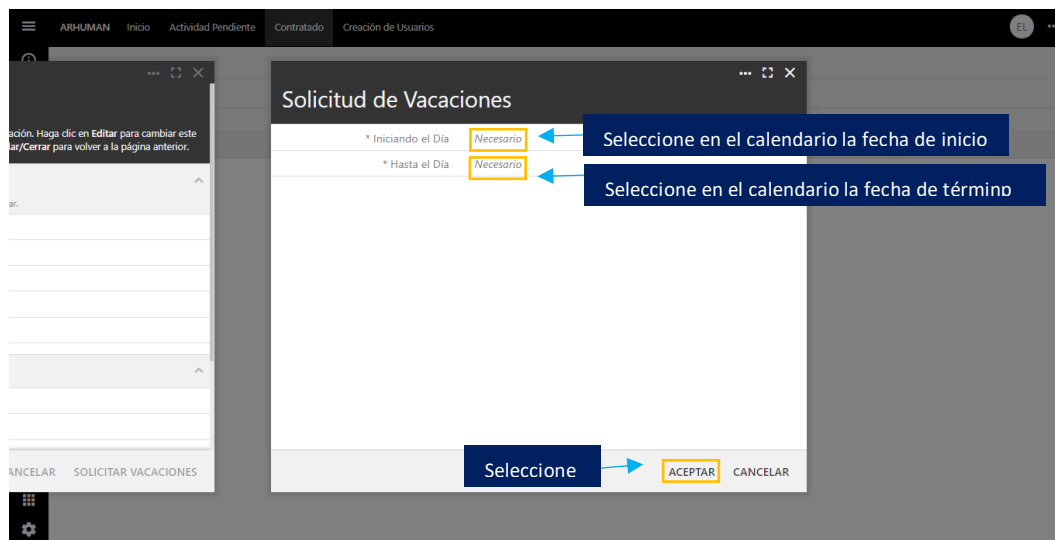 ARHUMAN Inicio Actividad Pendiente Contratado Creación de Usuarios EL
ación. Haga clic en Editar para cambiar este
lar/Cerrar para volver a la página anterior.
ar.
ANCELAR SOLICITAR VACACIONES
Solicitud de Vacaciones
* Iniciando el Día Necesario
Seleccione en el calendario la fecha de inicio
* Hasta el Día Necesario
Seleccione en el calendario la fecha de término
Seleccione
ACEPTAR CANCELAR